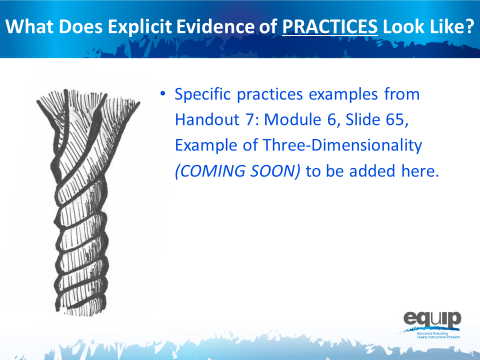 What Does Explicit Evidence of PRACTICES Look Like?
• Specific practices examples from
Handout 7: Module 6, Slide 65,
Example of Three-Dimensionality
(COMING SOON) to be added here.
equip
Educators Evaluating
Quality Instructional Products